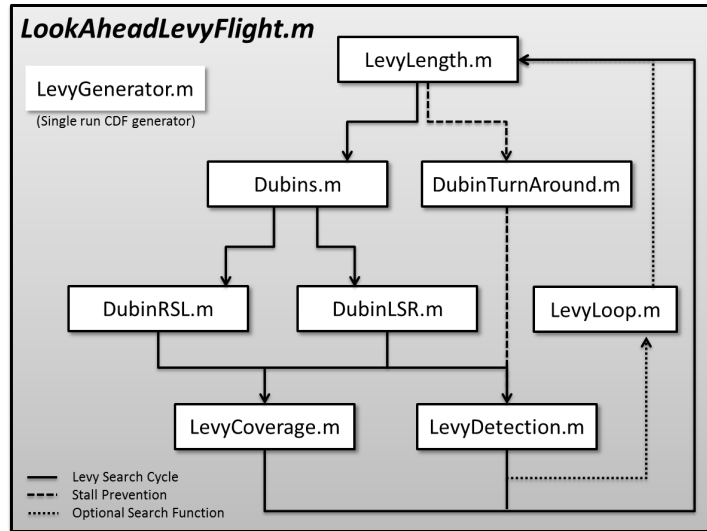 LookAheadLevyFlight.m
LevyLength.m
LevyGenerator.m
(Single run CDF generator)
Dubins.m
DubinTurnAround.m
DubinRSL.m
DubinLSR.m
LevyLoop.m
LevyCoverage.m
LevyDetection.m
Levy Search Cycle
Stall Prevention
Optional Search Function